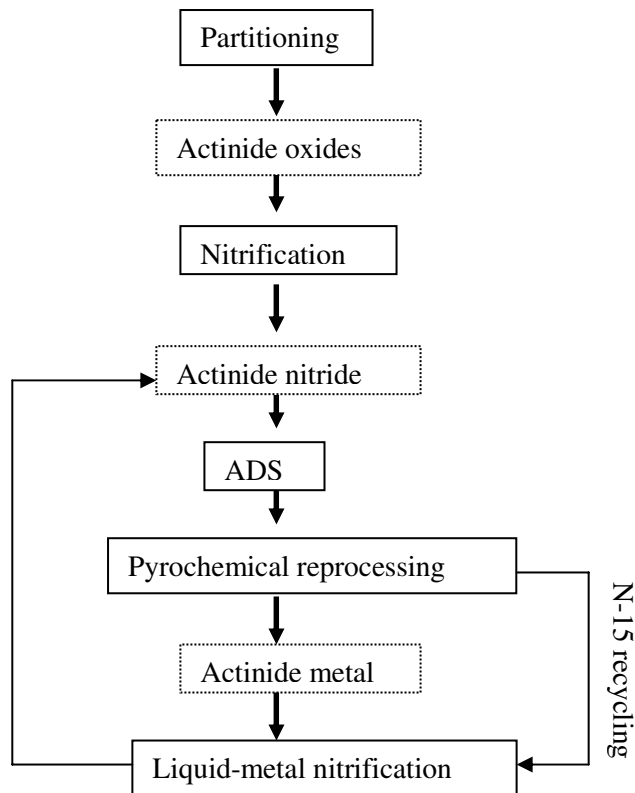 Partitioning
Actinide oxides
Nitrification
Actinide nitride
ADS
Pyrochemical reprocessing
N-15 recycling
Actinide metal
Liquid-metal nitrification